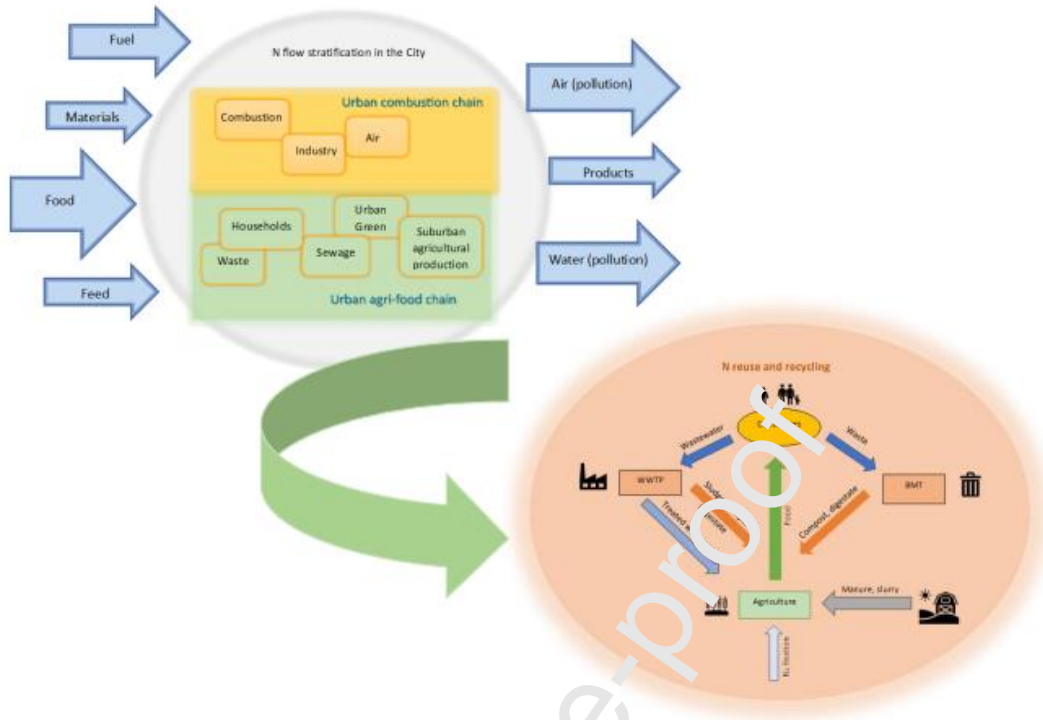 Fuel
N flow stratification in the City
Air (pollution)
Urban combustion chain
Combustion
Materials
Air
Industry
Products
Food
Urban
Green
Households
Suburban
agricultural
production
Sewage
Waste
Water (pollution)
Feed
Urban agri-food chain
N reuse and recycling
Wastewater
Waste
WWTP
BMT
Food
Compost, digestate
Treated
Agriculture
Manure, slurry
N₂ fixation
e-proof